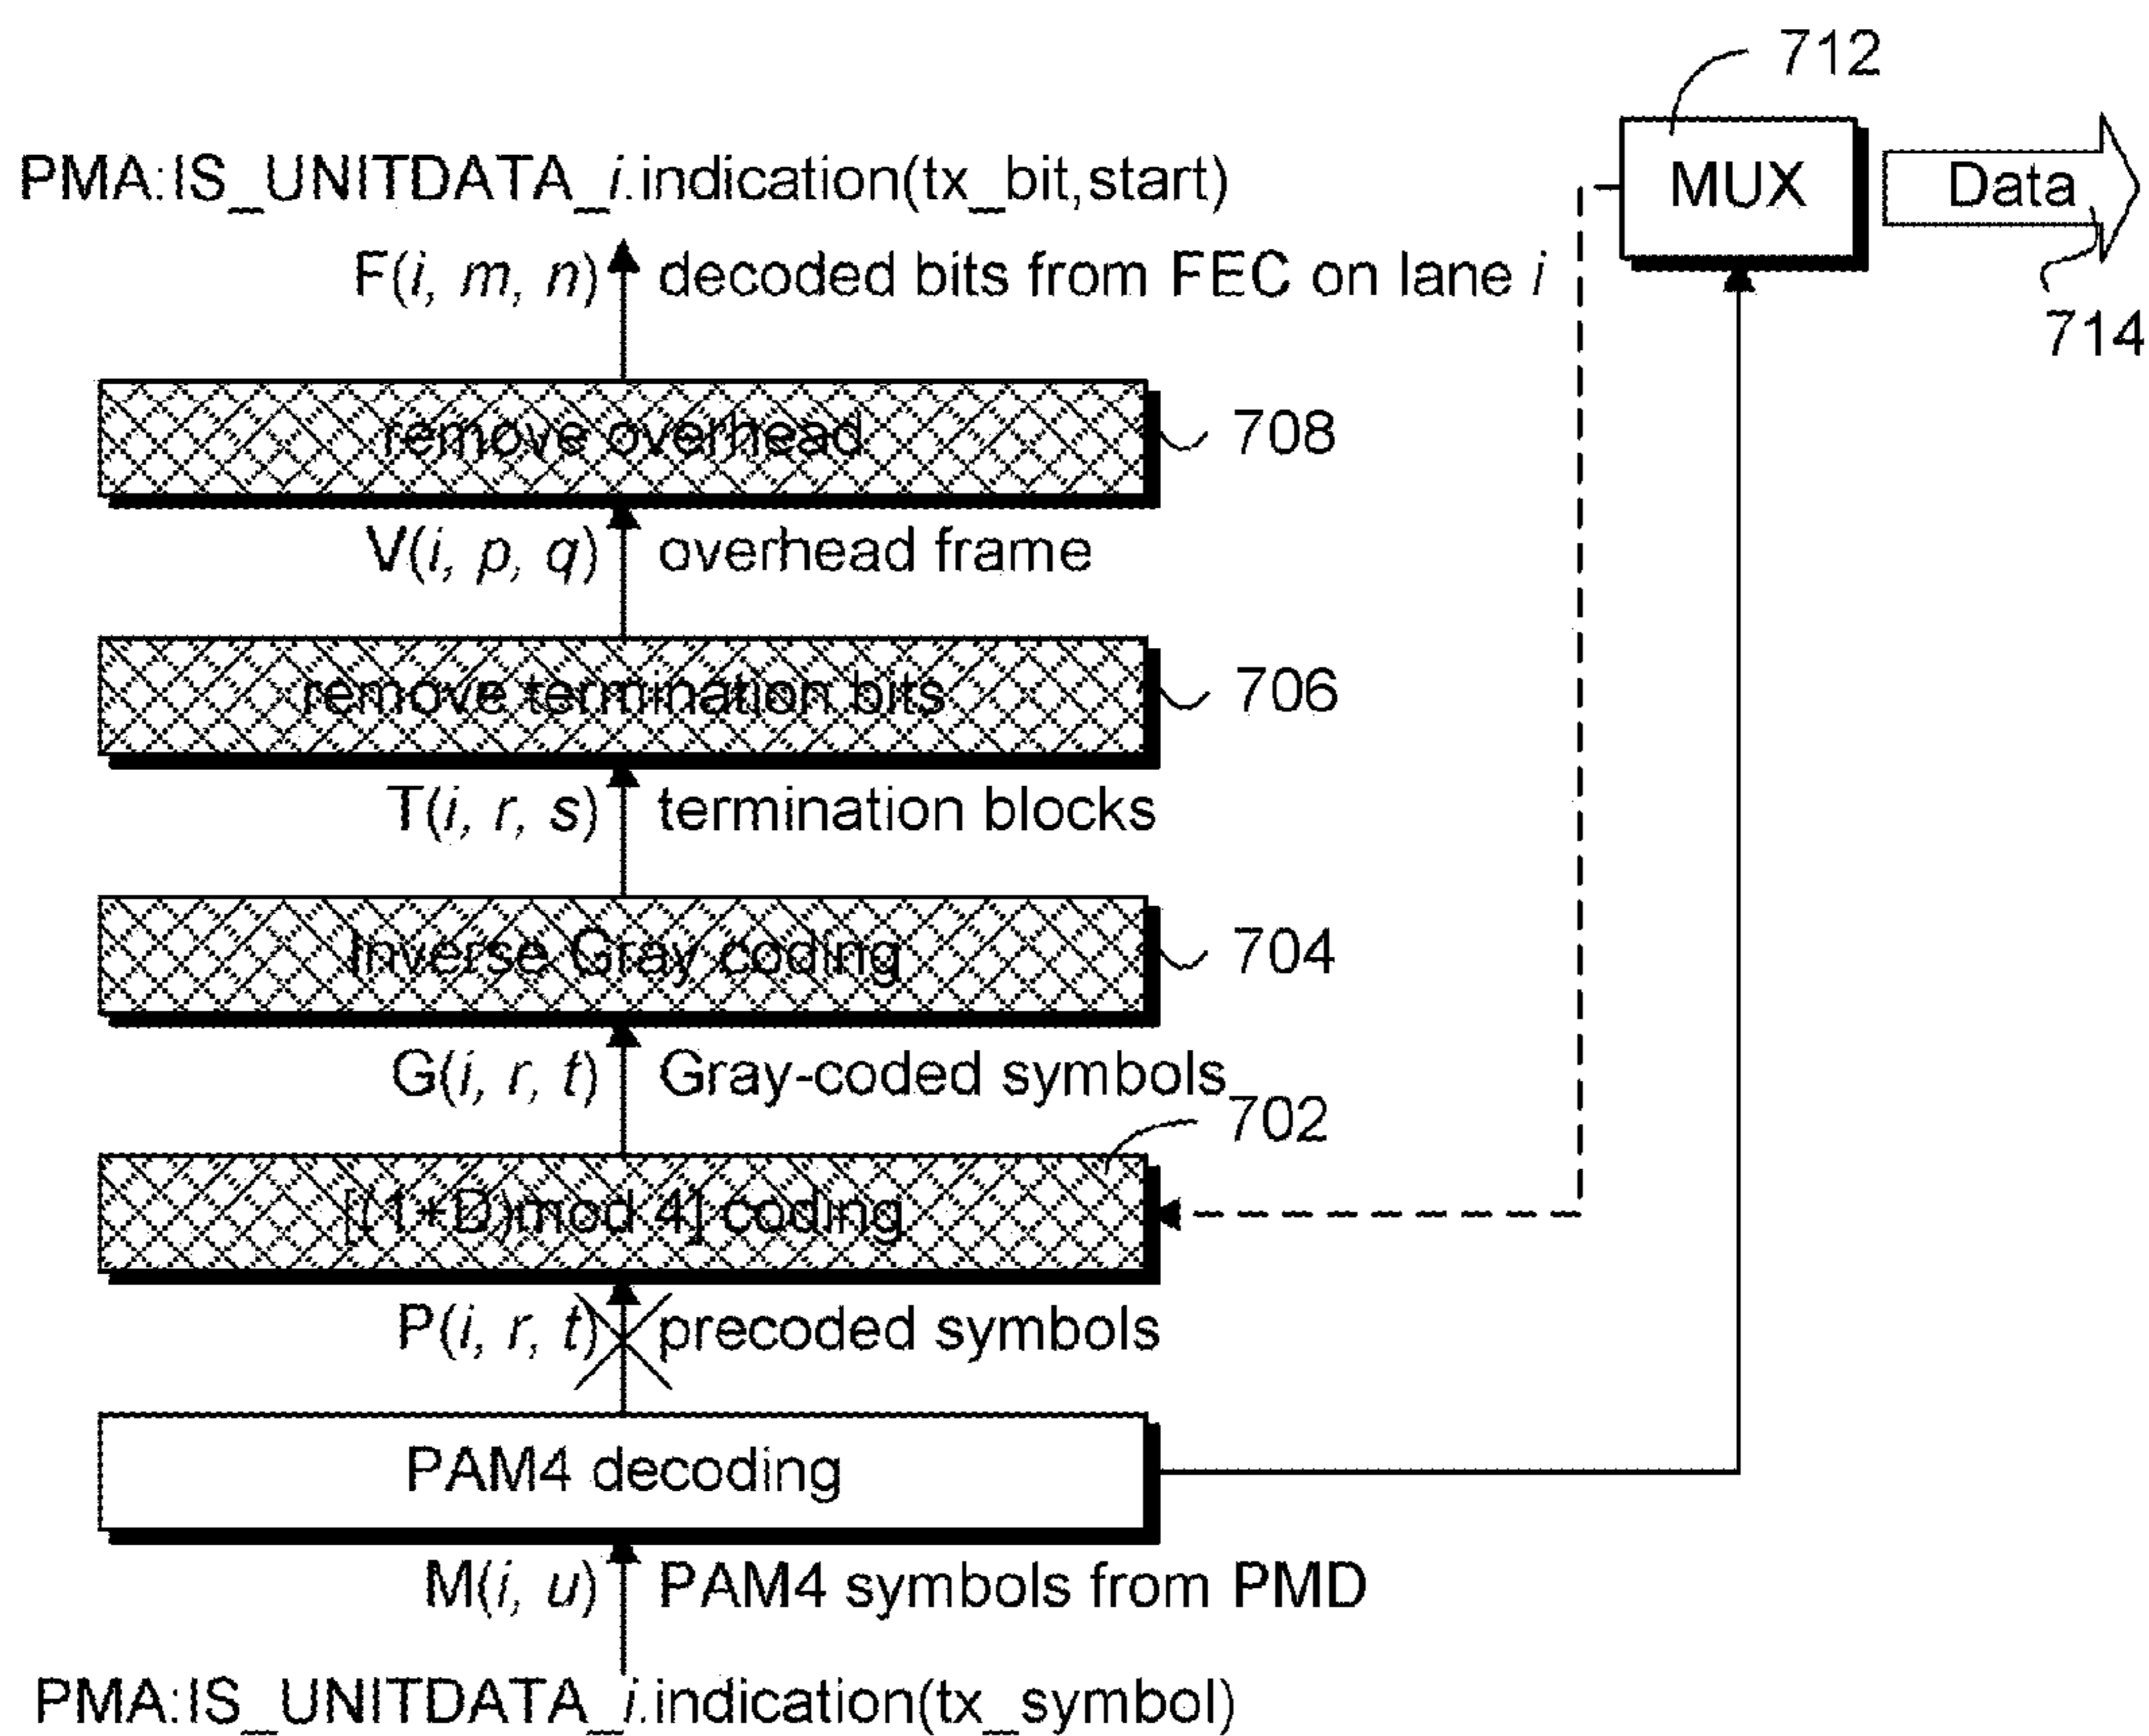 712
PMA:IS_UNITDATA_i.indication(tx_bit,start)
MUX
Data
F(i, m, n) decoded bits from FEC on lane i
714
remove overhead
708
V(i, p, q) overhead frame
remove termination bits
706
T(i, r, s) termination blocks
Inverse Gray coding
704
G(i, r, t) Gray-coded symbols
702
[(1+D)mod 4] coding
P(i, r, t) precoded symbols
PAM4 decoding
M(i, u) PAM4 symbols from PMD
PMA:IS_UNITDATA_i.indication(tx_symbol)